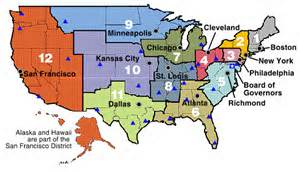 Cleveland
9
Minneapolis
2
1
Boston
Chicago
7
3
New York
12
Kansas City
4
Philadelphia
10
San Francisco
St. Louis
5
Board of
Governors
8
Richmond
11
Dallas
Atlanta
6
Alaska and Hawaii
are part of the
San Francisco District